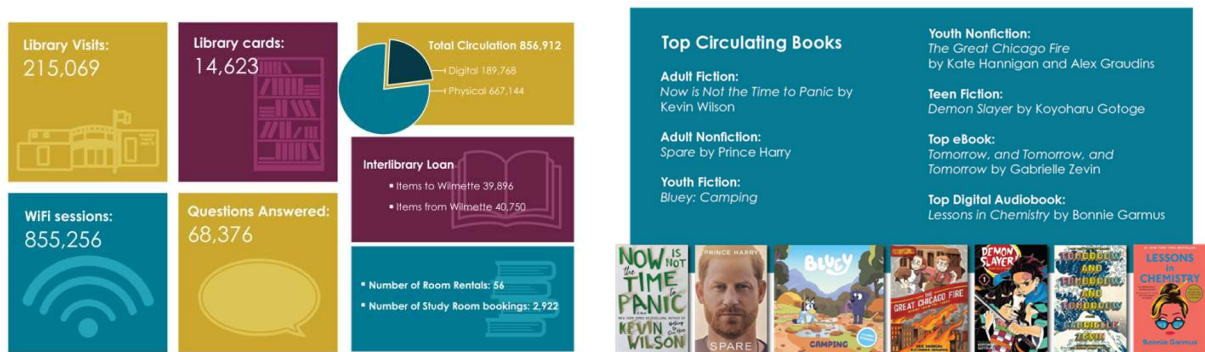 Library Visits:
215,069
Library cards:
14,623
Total Circulation 856,912
Digital 189,768
Physical 667,144
Interlibrary Loan
▪ Items to Wilmette 39,896
▪ Items from Wilmette 40,750
WiFi sessions:
855,256
Questions Answered:
68,376
▪ Number of Room Rentals: 56
▪ Number of Study Room bookings: 2,922
Top Circulating Books
Adult Fiction:
Now is Not the Time to Panic by
Kevin Wilson
Adult Nonfiction:
Spare by Prince Harry
Youth Fiction:
Bluey: Camping
Youth Nonfiction:
The Great Chicago Fire
by Kate Hannigan and Alex Graudins
Teen Fiction:
Demon Slayer by Koyoharu Gotoge
Top eBook:
Tomorrow, and Tomorrow, and
Tomorrow by Gabrielle Zevin
Top Digital Audiobook:
Lessons in Chemistry by Bonnie Garmus
NOW IS
NOT
the
TIME
to
PANIC
KEVIN
WILSON
PRINCE HARRY
SPARE
BLUEY
CAMPING
THE
GREAT CHICAGO FIRE
DEMON
SLAYER
1
TOMORROW
AND
TOMORROW
AND
TOMORROW
GABRIELLE
ZEVIN
LESSONS
in
CHEMISTRY
Bonnie Garmus